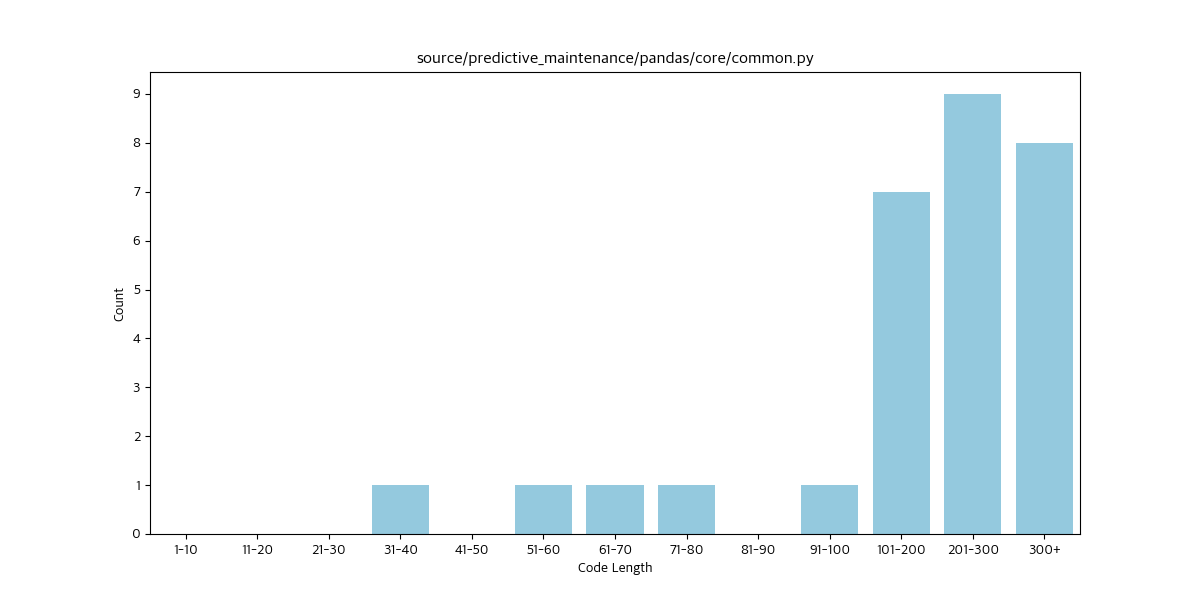 source/predictive_maintenance/pandas/core/common.py
9
8
7
6
5
4
3
2
1
0
Count
1-10 11-20 21-30 31-40 41-50 51-60 61-70 71-80 81-90 91-100 101-200 201-300 300+
Code Length